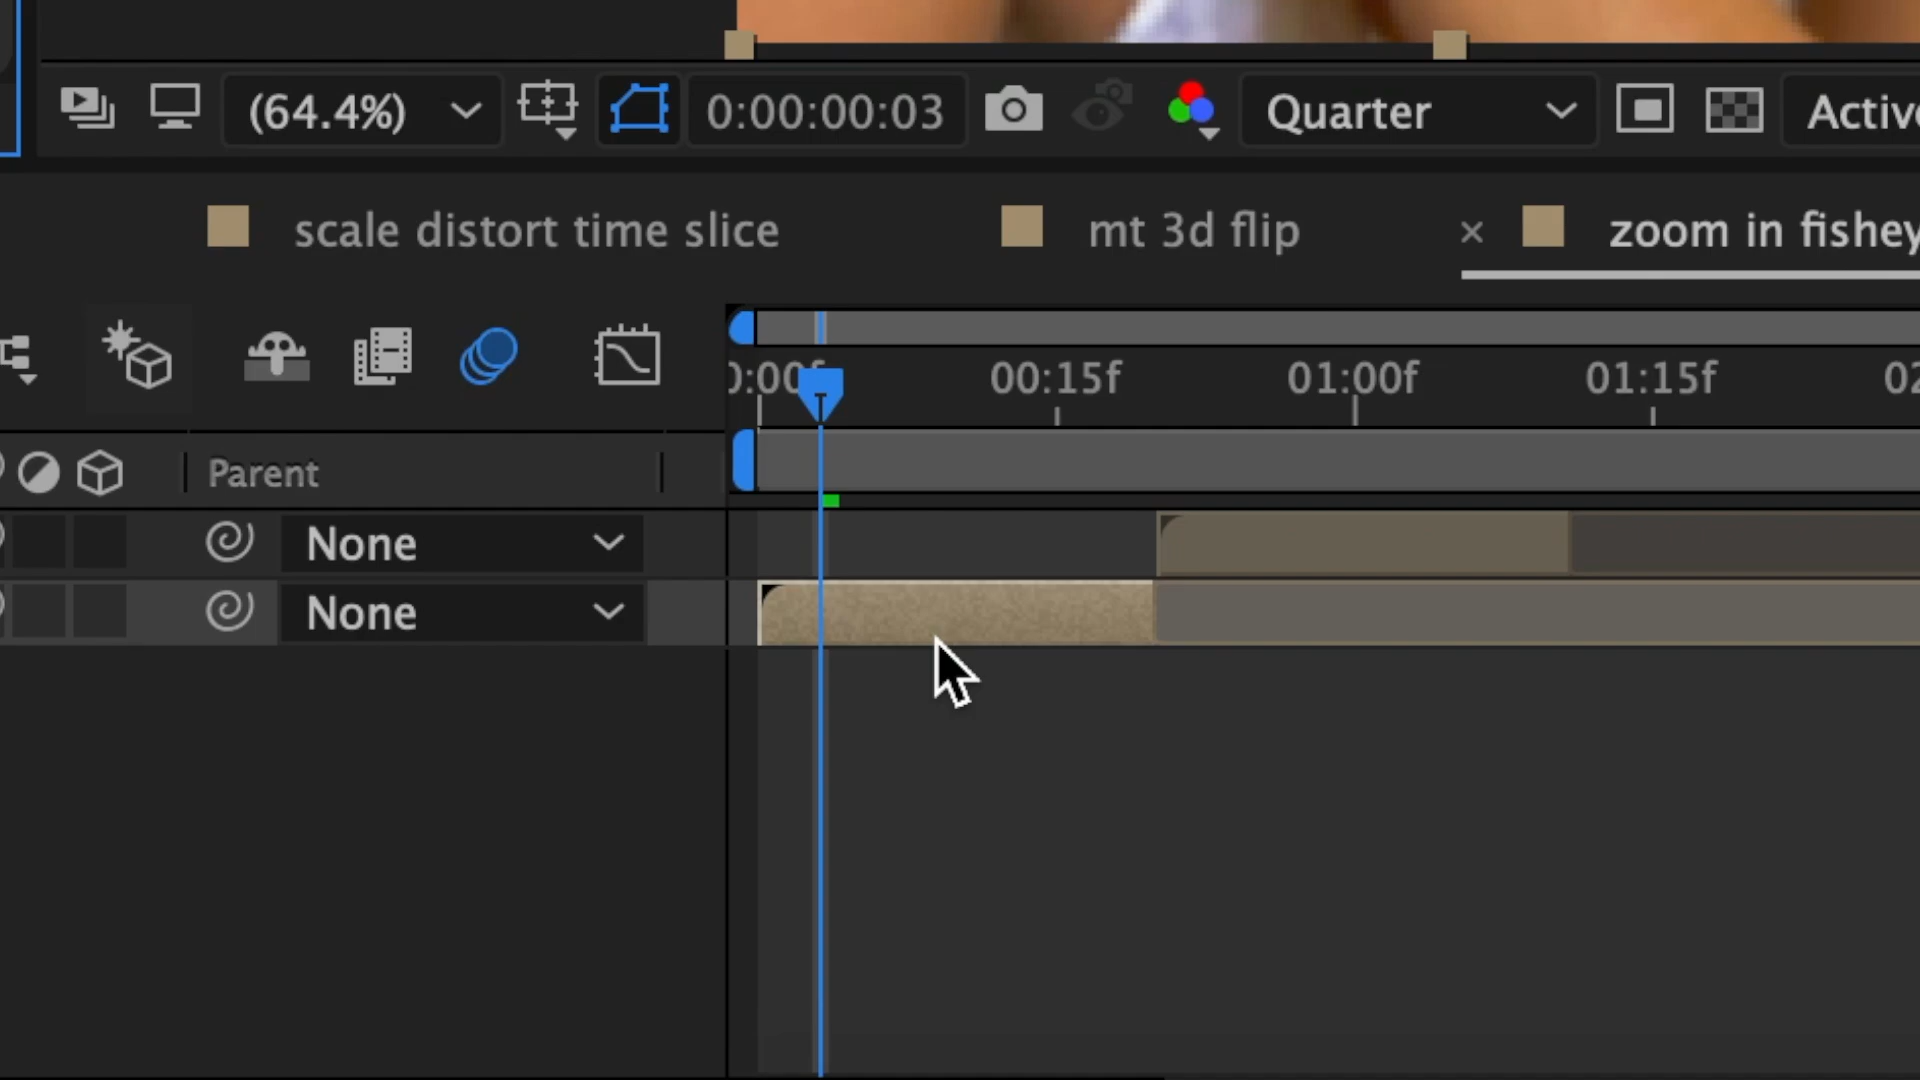 (64.4%) 0:00:00:03 Quarter
scale distort time slice mt 3d flip × zoom in fishey
00:15f 01:00f 01:15f 02
Parent
None
None